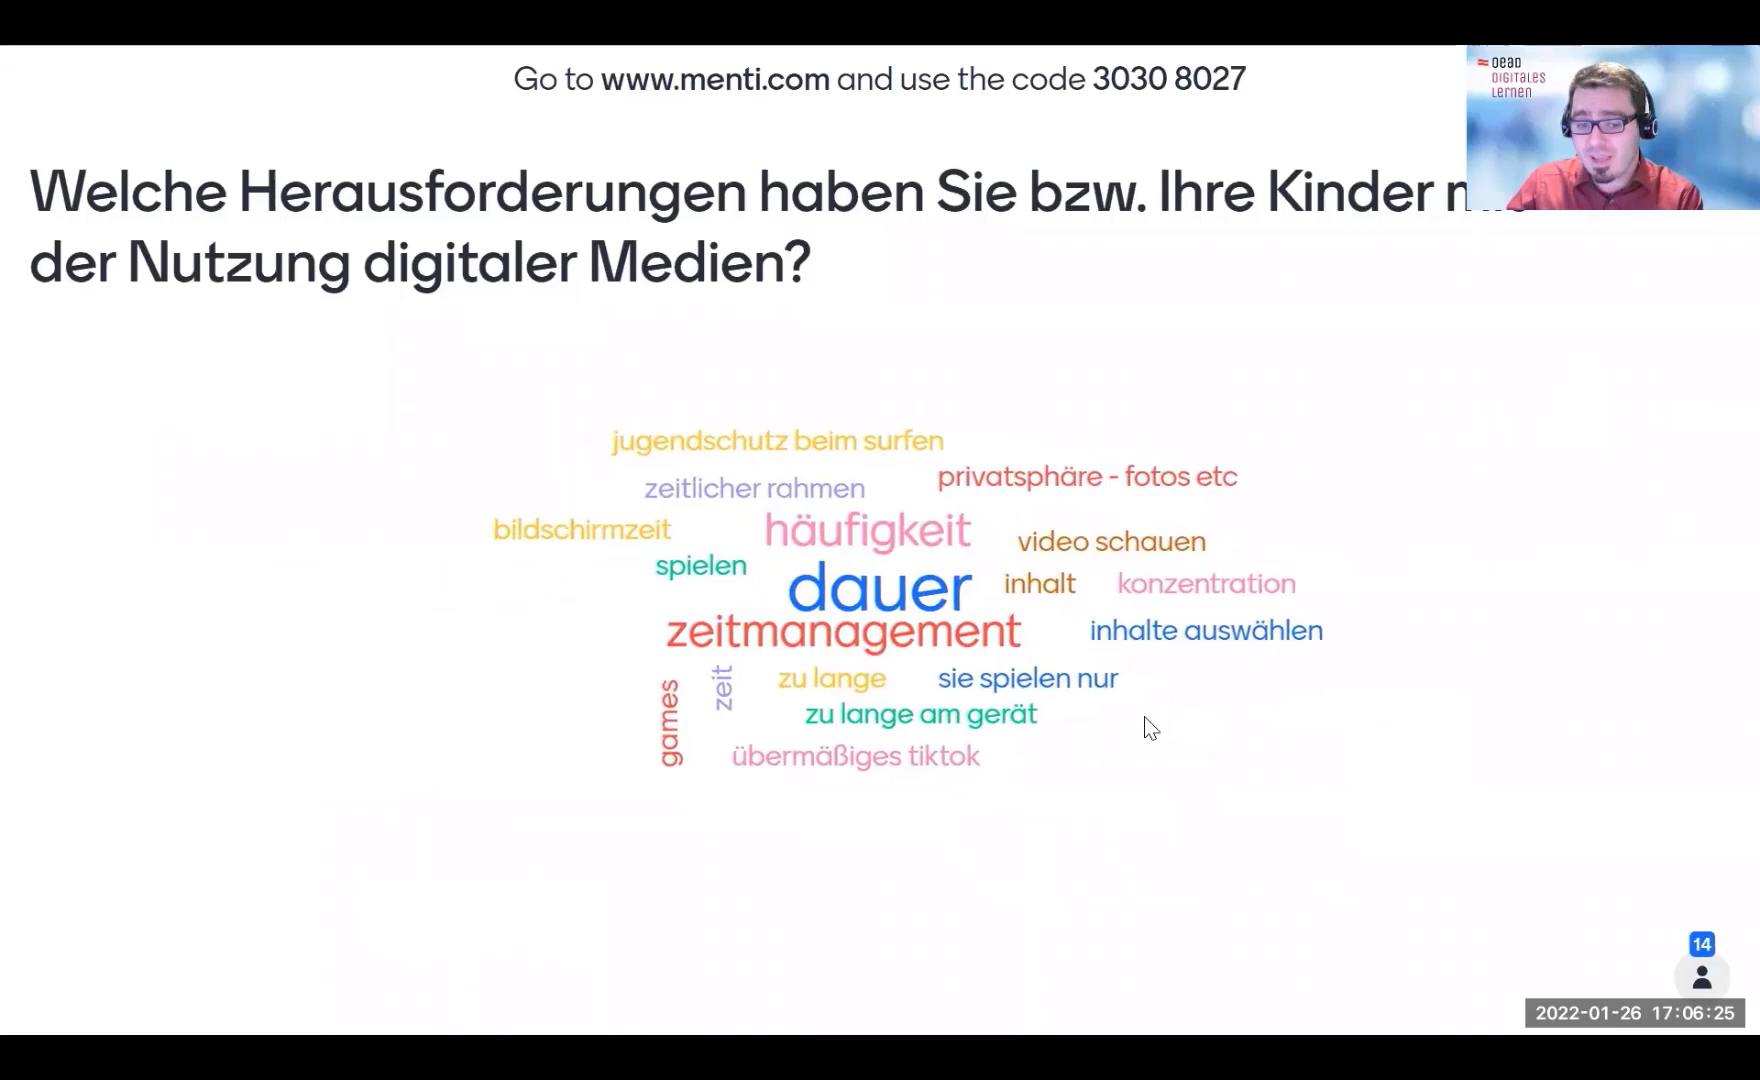 Go to www.menti.com and use the code 3030 8027
OeAD
DIGITALES
Lernen
Welche Herausforderungen haben Sie bzw. Ihre Kinder
der Nutzung digitaler Medien?
jugendschutz beim surfen
privatsphäre - fotos etc
zeitlicher rahmen
bildschirmzeit
häufigkeit
video schauen
spielen
dauer
inhalt
konzentration
zeitmanagement
inhalte auswählen
games
zeit
zu lange
sie spielen nur
zu lange am gerät
übermäßiges tiktok
14
2022-01-26 17:06:25